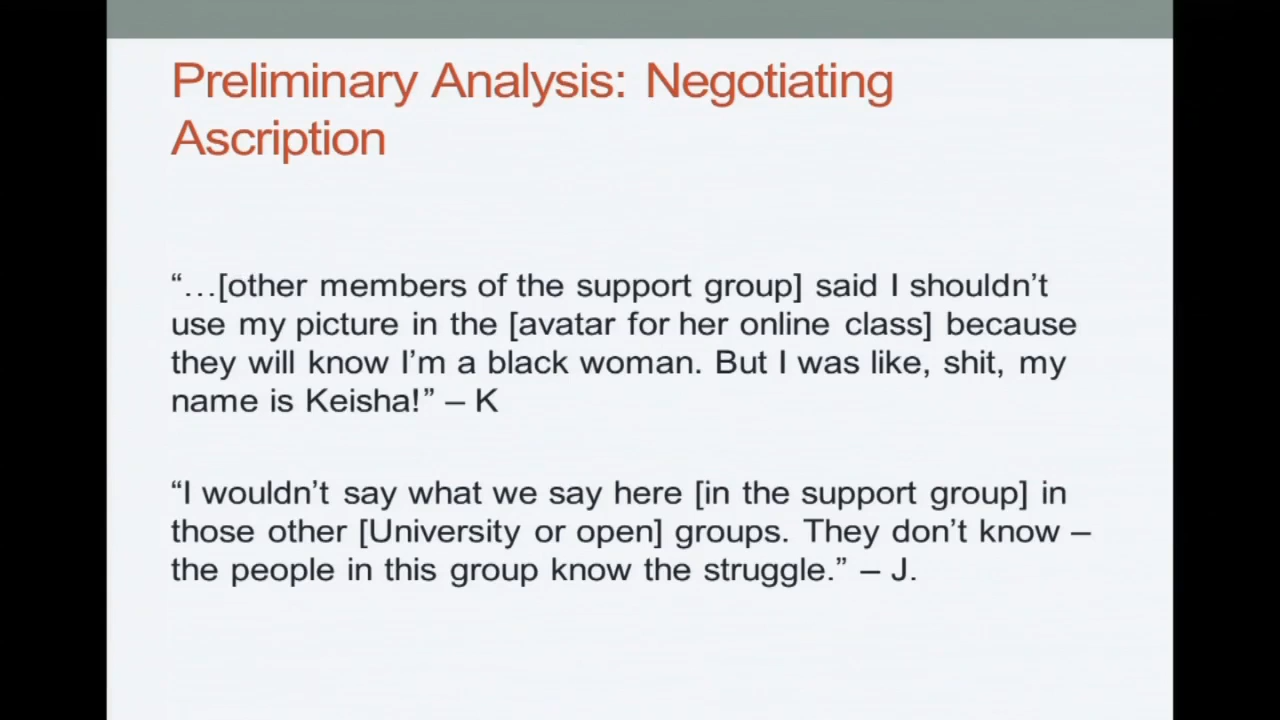 Preliminary Analysis: Negotiating
Ascription
“…[other members of the support group] said I shouldn’t
use my picture in the [avatar for her online class] because
they will know I’m a black woman. But I was like, shit, my
name is Keisha!” – K
“I wouldn’t say what we say here [in the support group] in
those other [University or open] groups. They don’t know –
the people in this group know the struggle.” – J.